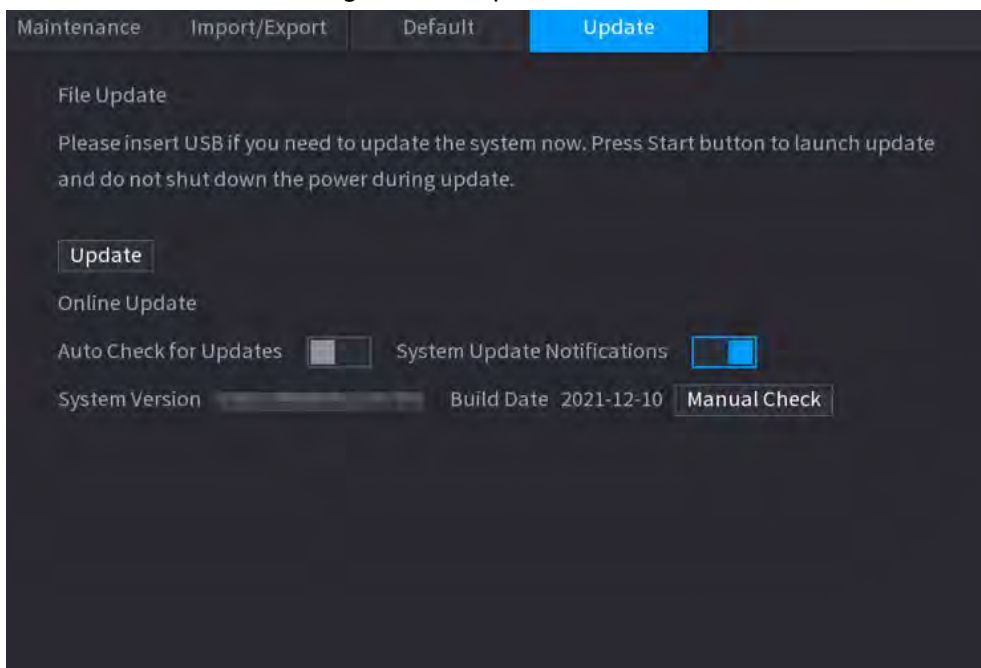 Maintenance Import/Export Default Update
File Update
Please insert USB if you need to update the system now. Press Start button to launch update
and do not shut down the power during update.
Update
Online Update
Auto Check for Updates System Update Notifications
System Version Build Date 2021-12-10 Manual Check